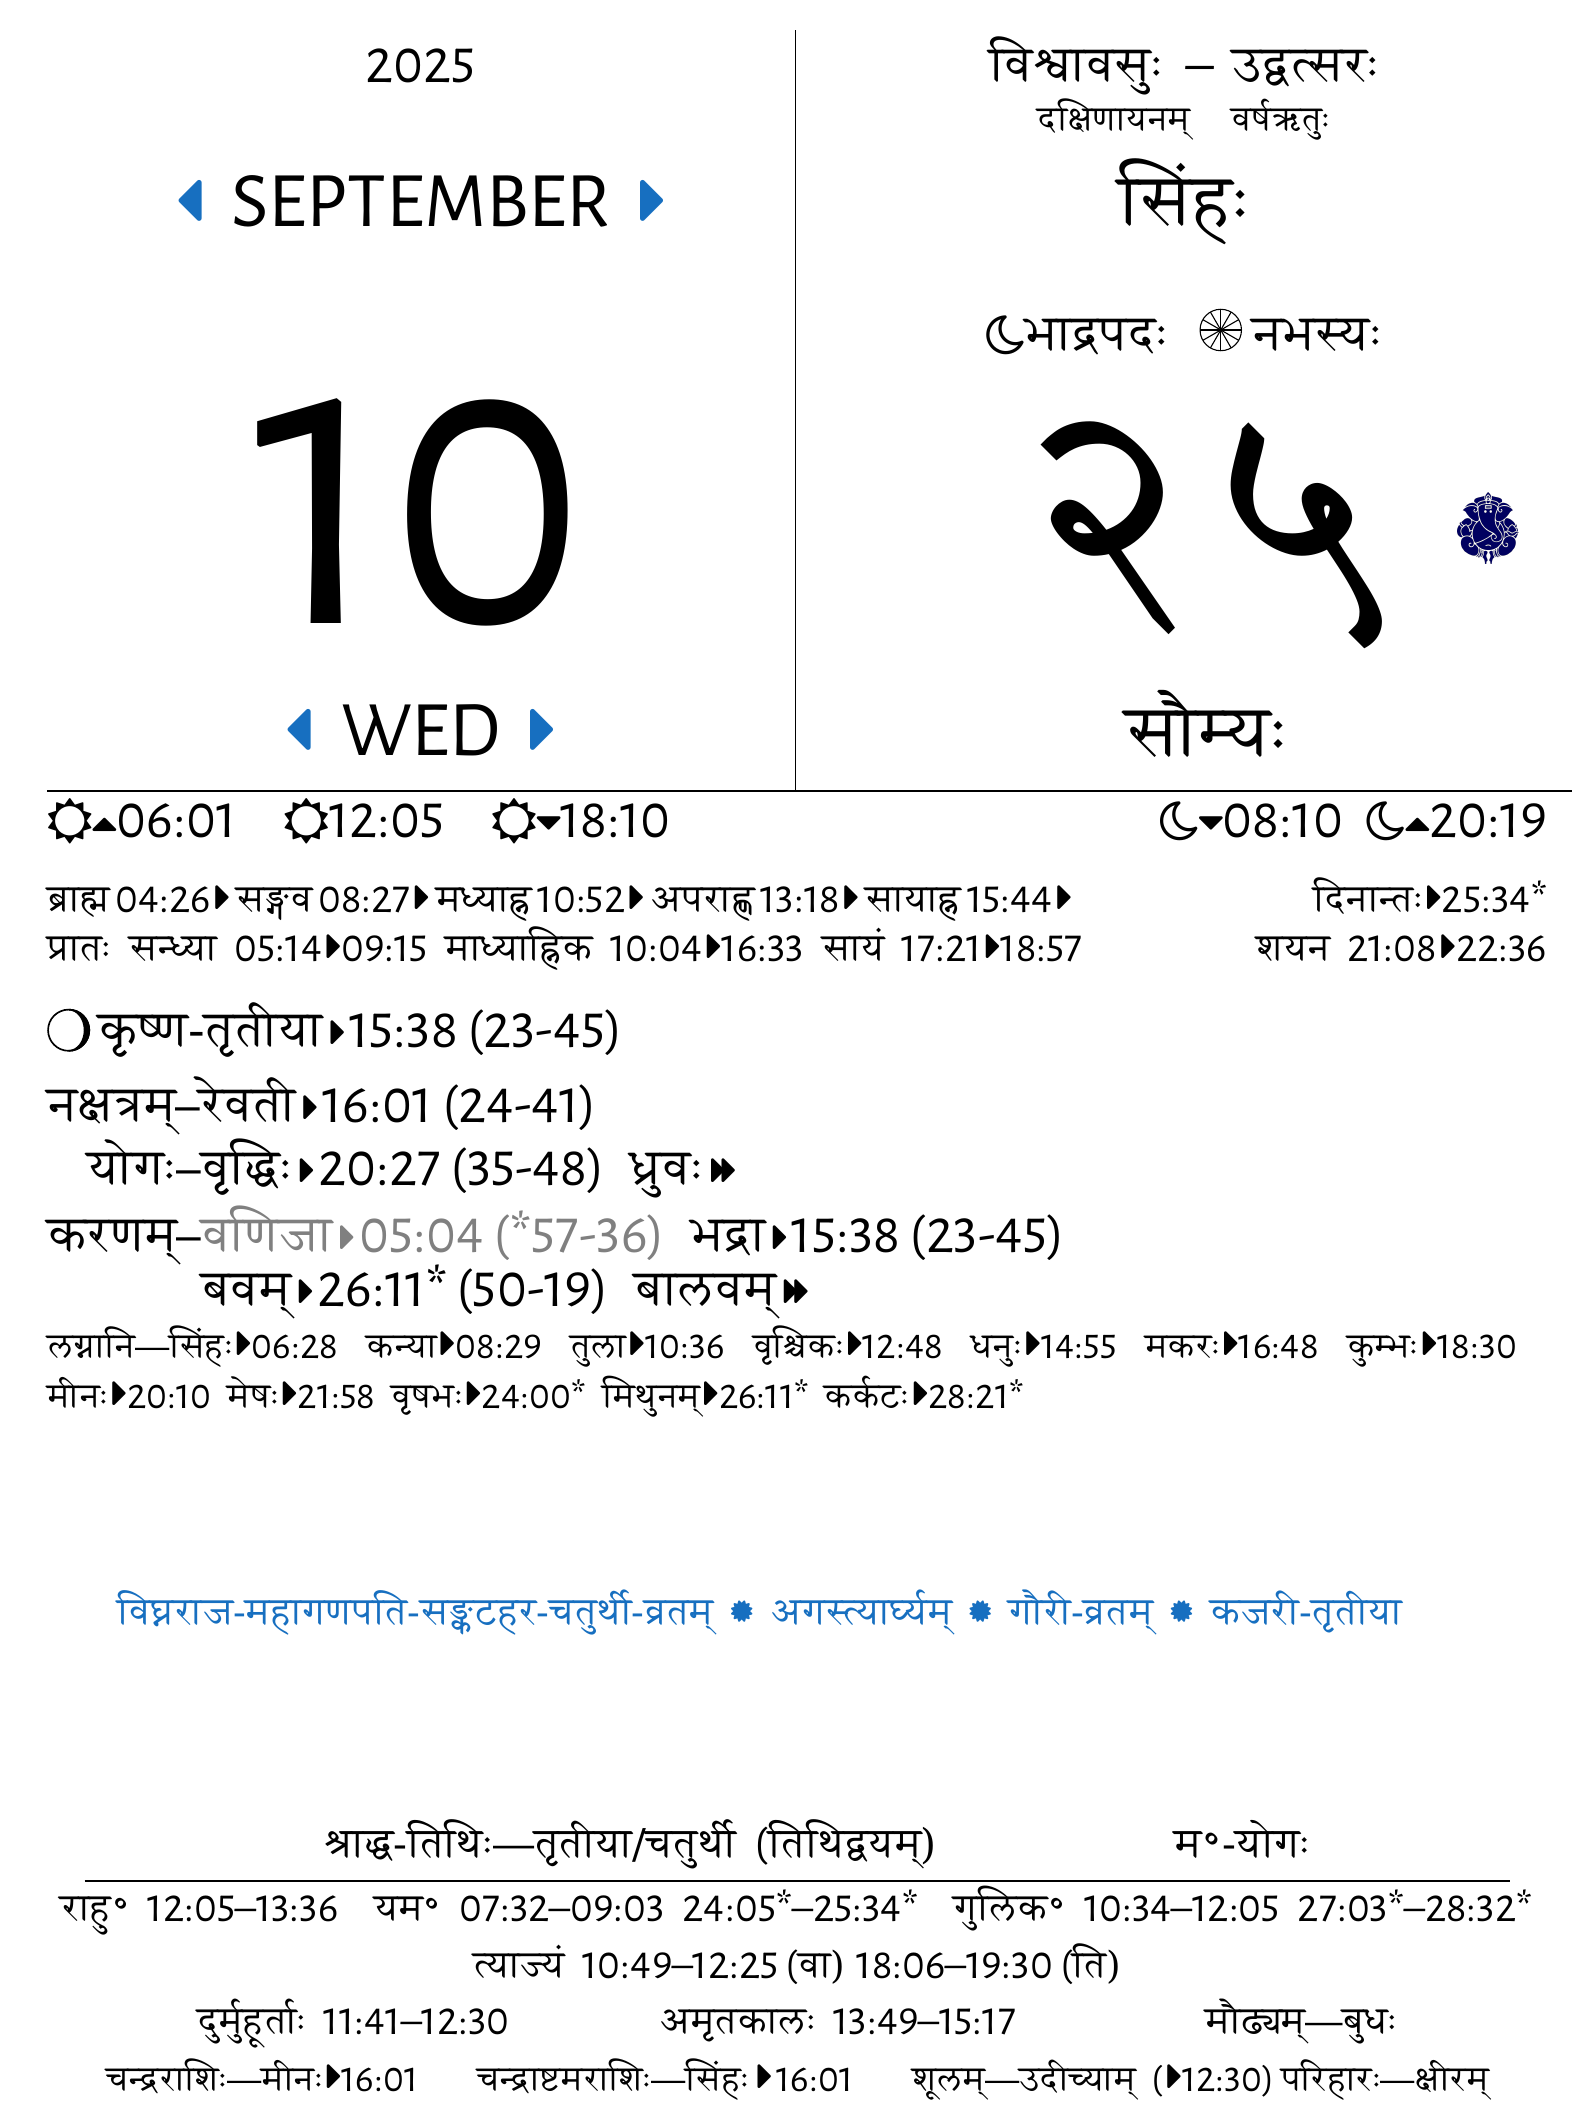 2025
SEPTEMBER
10
WED
विश्वावसुः – उद्वत्सरः
दक्षिणायनम् वर्षऋतुः
सिंहः
भाद्रपदः नभस्यः
२५
सौम्यः
06:01 12:05 18:10 08:10 20:19
ब्राह्म 04:26 सङ्गव 08:27 मध्याह्न 10:52 अपराह्ण 13:18 सायाह्न 15:44 दिनान्तः 25:34*
प्रातः सन्ध्या 05:14 09:15 माध्याह्निक 10:04 16:33 सायं 17:21 18:57 शयन 21:08 22:36
कृष्ण-तृतीया 15:38 (23-45)
नक्षत्रम्–रेवती 16:01 (24-41)
योगः–वृद्धिः 20:27 (35-48) ध्रुवः
करणम्–वणिजा 05:04 (*57-36) भद्रा 15:38 (23-45)
बवम् 26:11* (50-19) बालवम्
लग्नानि—सिंहः 06:28 कन्या 08:29 तुला 10:36 वृश्चिकः 12:48 धनुः 14:55 मकरः 16:48 कुम्भः 18:30
मीनः 20:10 मेषः 21:58 वृषभः 24:00* मिथुनम् 26:11* कर्कटः 28:21*
विघ्नराज-महागणपति-सङ्कटहर-चतुर्थी-व्रतम् ✹ अगस्त्यार्घ्यम् ✹ गौरी-व्रतम् ✹ कजरी-तृतीया
श्राद्ध-तिथिः—तृतीया/चतुर्थी (तिथिद्वयम्) म॰-योगः
राहु॰ 12:05–13:36 यम॰ 07:32–09:03 24:05*–25:34* गुलिक॰ 10:34–12:05 27:03*–28:32*
त्याज्यं 10:49–12:25 (वा) 18:06–19:30 (ति)
दुर्मुहूर्ताः 11:41–12:30 अमृतकालः 13:49–15:17 मौढ्यम्—बुधः
चन्द्रराशिः—मीनः 16:01 चन्द्राष्टमराशिः—सिंहः 16:01 शूलम्—उदीच्याम् (12:30) परिहारः—क्षीरम्